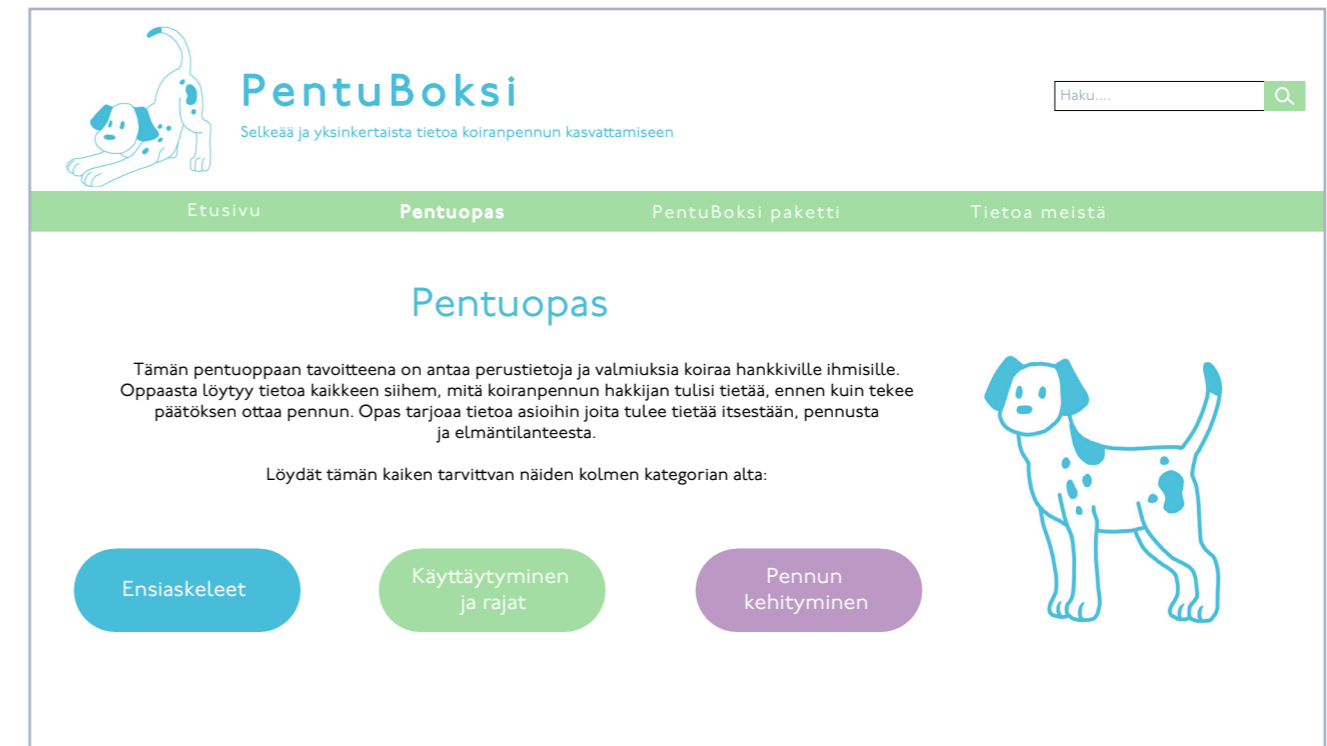 PentuBoksi
Selkeää ja yksinkertaista tietoa koiranpennun kasvattamiseen
Haku....
Etusivu
Pentuopas
PentuBoksi paketti
Tietoa meistä
Pentuopas
Tämän pentuoppaan tavoitteena on antaa perustietoja ja valmiuksia koiraa hankkiville ihmisille.
Oppaasta löytyy tietoa kaikkeen siihem, mitä koiranpennun hakkijan tulisi tietää, ennen kuin tekee
päätöksen ottaa pennun. Opas tarjoaa tietoa asioihin joita tulee tietää itsestään, pennusta
ja elmäntilanteesta.
Löydät tämän kaiken tarvittvan näiden kolmen kategorian alta:
Ensiaskeleet
Käyttäytyminen
ja rajat
Pennun
kehityminen